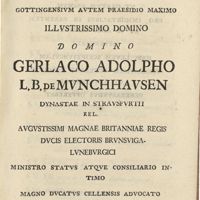 GOTTINGENSIVM AVTEM PRAESIDIO MAXIMO
ILLVSTRISSIMO DOMINO
DOMINO
GERLACO ADOLPHO
L, B, DE MVNCHHAVSEN
DYNASTAE IN STRAVSFVRTH
REL.
AVGVSTISSIMI MAGNAE BRITANNIAE REGIS
DVCIS ELECTORIS BRVNSVIGA-
LVNEBVRGICI
MINISTRO STATVS ATQVE CONSILIARIO IN-
TIMO
MAGNO DVCATVS CELLENSIS ADVOCATO